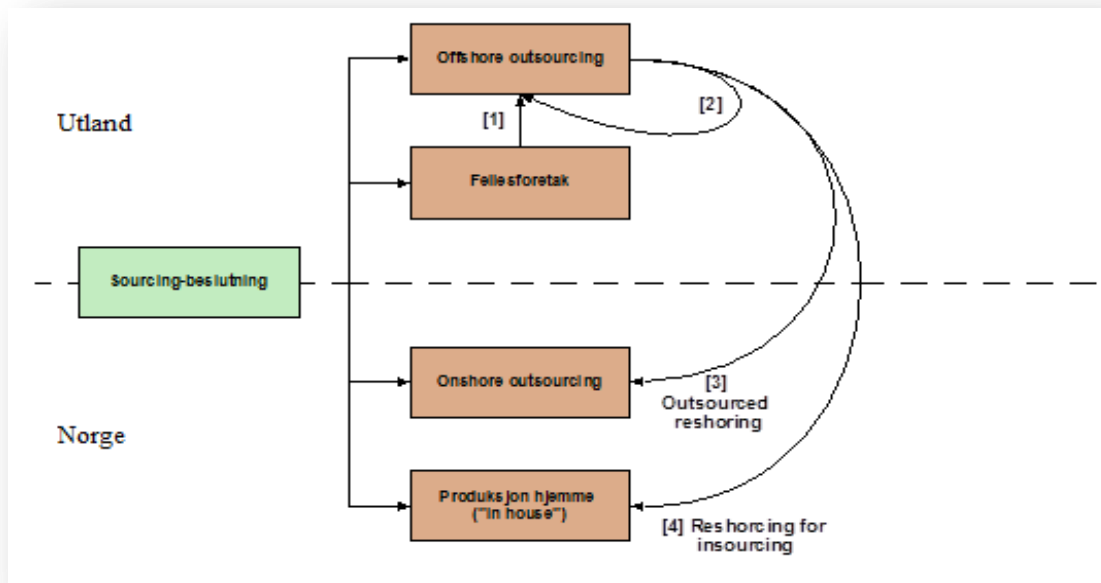 Offshore outsourcing
[2]
[1]
Utland
Fellesforetak
Sourcing-beslutning
Onshore outsourcing
[3]
Outsourced
reshoring
Norge
Produksjon hjemme
("in house")
[4] Reshorcing for
insourcing